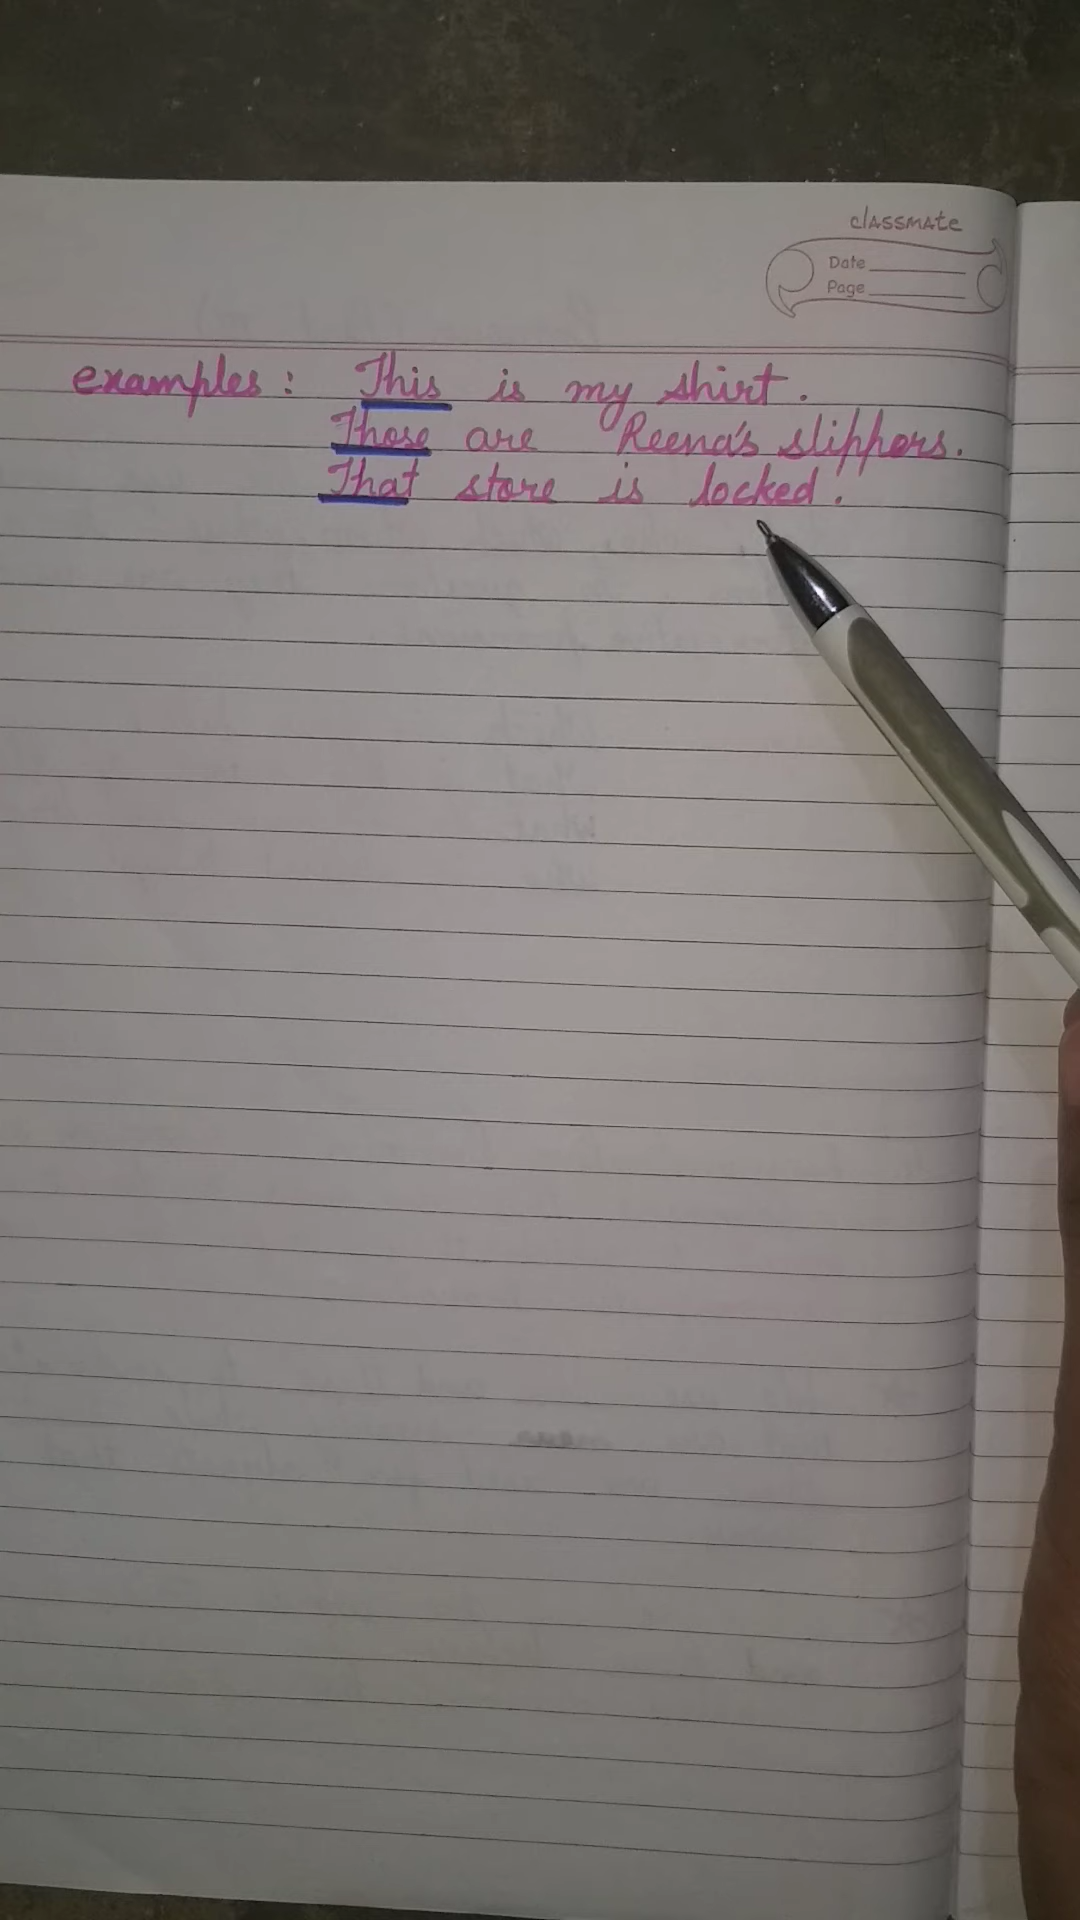 classmate
Date
Page
examples: This is my shirt.
Those are Reena's slippers.
That store is locked.